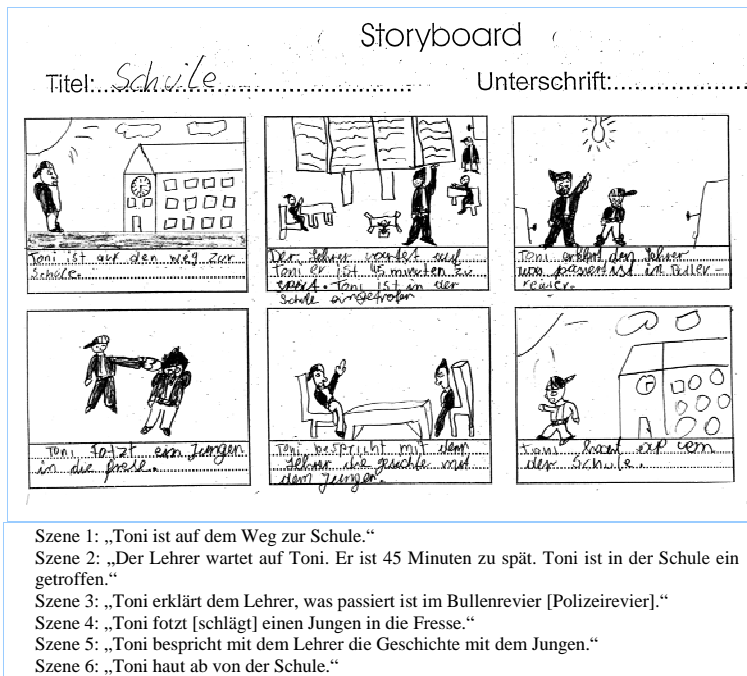 Storyboard
Titel: Schule
Unterschrift:
Toni ist auf den weg zur
Schule.
Der Lehrer wartet auf
Toni er ist 45 minuten zu
spät. Toni ist in der
Schule eingetrofen
Toni erklärt den Lehrer
was passiert ist im Buller-
revier.
Toni fotzt ein Jungen
in die frese.
Toni bespricht mit dem
Lehrer die geschte mit
dem Jungen.
Toni haut ab von
der Schule.
Szene 1: „Toni ist auf dem Weg zur Schule.“
Szene 2: „Der Lehrer wartet auf Toni. Er ist 45 Minuten zu spät. Toni ist in der Schule ein
getroffen.“
Szene 3: „Toni erklärt dem Lehrer, was passiert ist im Bullenrevier [Polizeirevier].“
Szene 4: „Toni fotzt [schlägt] einen Jungen in die Fresse.“
Szene 5: „Toni bespricht mit dem Lehrer die Geschichte mit dem Jungen.“
Szene 6: „Toni haut ab von der Schule.“